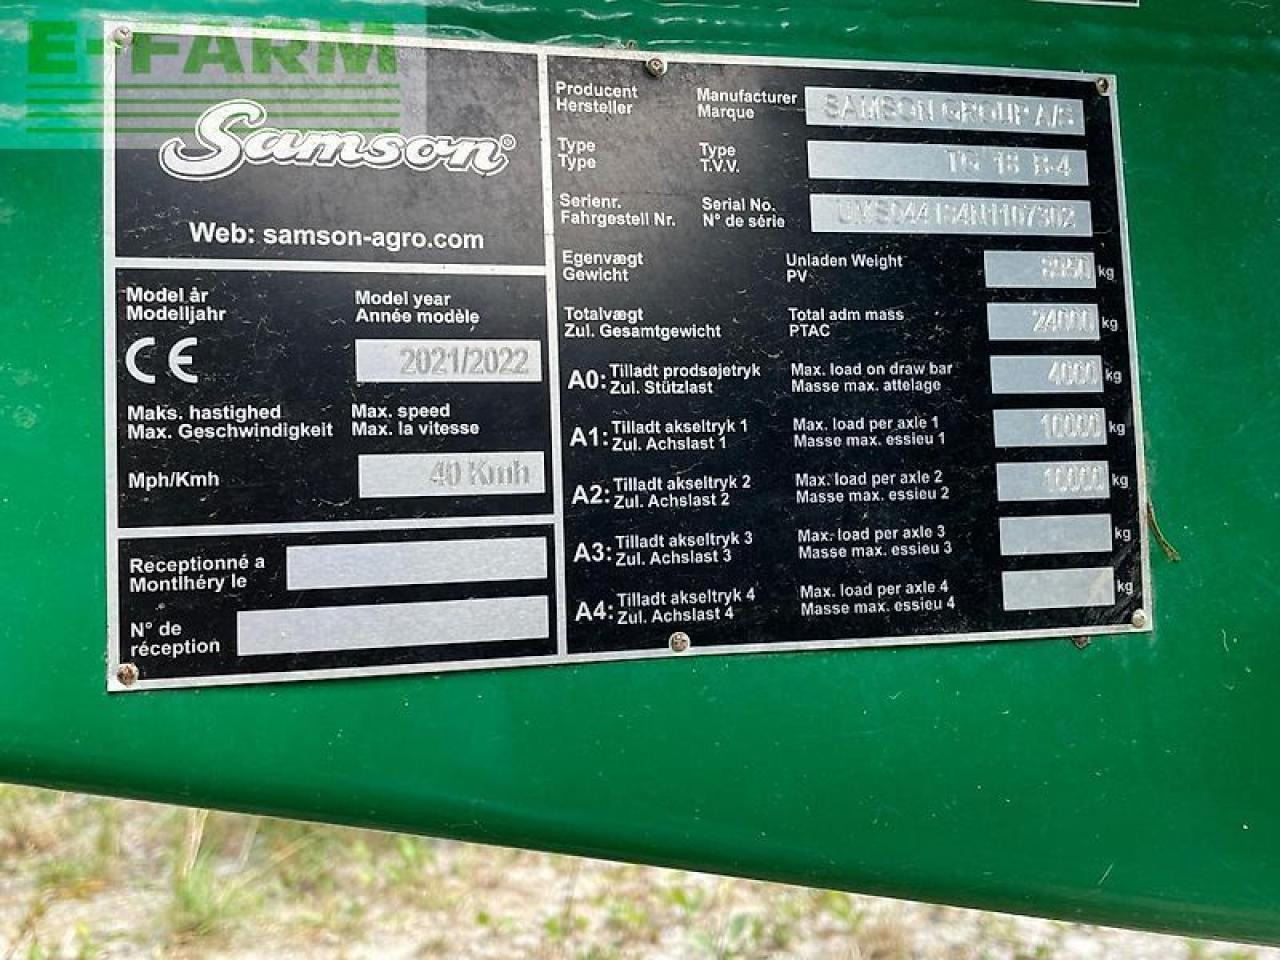 E-FARM
Samson®
Web: samson-agro.com
Model år
Modelljahr
Model year
Année modèle
CE
2021/2022
Maks. hastighed
Max. Geschwindigkeit
Max. speed
Max. la vitesse
Mph/Kmh
40 Kmh
Receptionné a
Montlhéry le
N° de
réception
Producent
Hersteller
Manufacturer
Marque
SAMSON GROUP A/S
Type
Type
Type
T.V.V.
18 B-4
Serienr.
Fahrgestell Nr.
Serial No.
N° de série
Egenvægt
Gewicht
Unladen Weight
PV
kg
Totalvægt
Zul. Gesamtgewicht
Total adm mass
PTAC
24000 kg
A0: Tilladt prodsøjetryk
Zul. Stützlast
Max. load on draw bar
Masse max. attelage
4000 kg
A1: Tilladt akseltryk 1
Zul. Achslast 1
Max. load per axle 1
Masse max. essieu 1
10000 kg
A2: Tilladt akseltryk 2
Zul. Achslast 2
Max. load per axle 2
Masse max. essieu 2
10000 kg
A3: Tilladt akseltryk 3
Zul. Achslast 3
Max. load per axle 3
Masse max. essieu 3
kg
A4: Tilladt akseltryk 4
Zul. Achslast 4
Max. load per axle 4
Masse max. essieu 4
kg